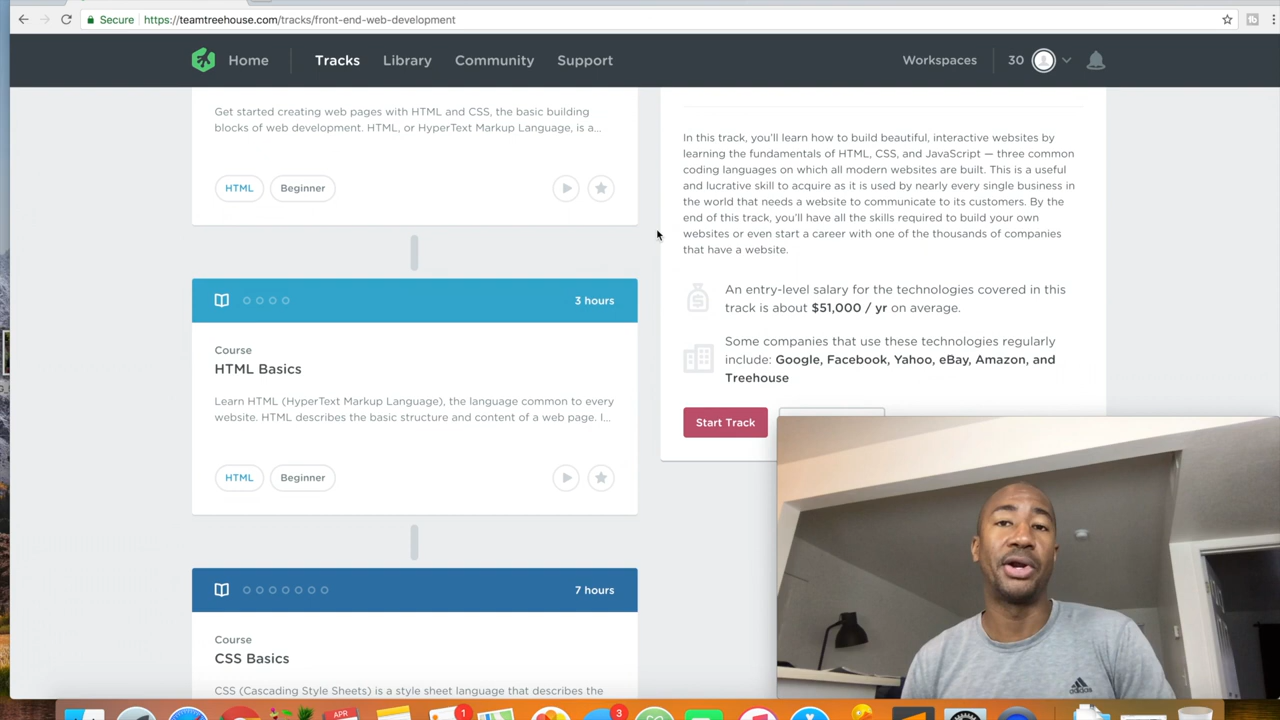 Secure https://teamtreehouse.com/tracks/front-end-web-development
Home Tracks Library Community Support Workspaces 30
Get started creating web pages with HTML and CSS, the basic building
blocks of web development. HTML, or HyperText Markup Language, is a...
HTML Beginner
3 hours
Course
HTML Basics
Learn HTML (HyperText Markup Language), the language common to every
website. HTML describes the basic structure and content of a web page. I...
HTML Beginner
7 hours
Course
CSS Basics
CSS (Cascading Style Sheets) is a style sheet language that describes the
In this track, you'll learn how to build beautiful, interactive websites by
learning the fundamentals of HTML, CSS, and JavaScript — three common
coding languages on which all modern websites are built. This is a useful
and lucrative skill to acquire as it is used by nearly every single business in
the world that needs a website to communicate to its customers. By the
end of this track, you'll have all the skills required to build your own
websites or even start a career with one of the thousands of companies
that have a website.
An entry-level salary for the technologies covered in this
track is about $51,000 / yr on average.
Some companies that use these technologies regularly
include: Google, Facebook, Yahoo, eBay, Amazon, and
Treehouse
Start Track
adidas
APR 1 3